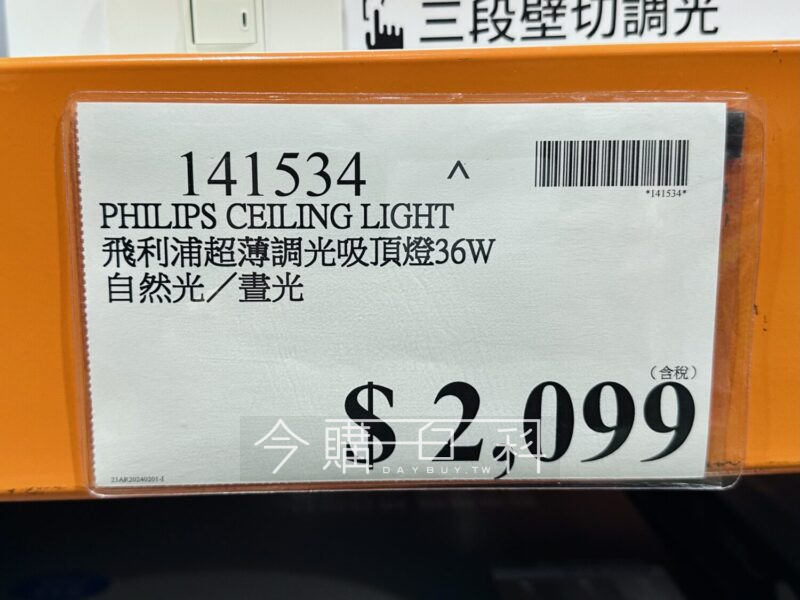 三段壁切調光
141534
^
*141534*
PHILIPS CEILING LIGHT
飛利浦超薄調光吸頂燈36W
自然光／晝光
(含稅)
$ 2,099
今購百科
DAYBUY.TW
23AR20240201-1